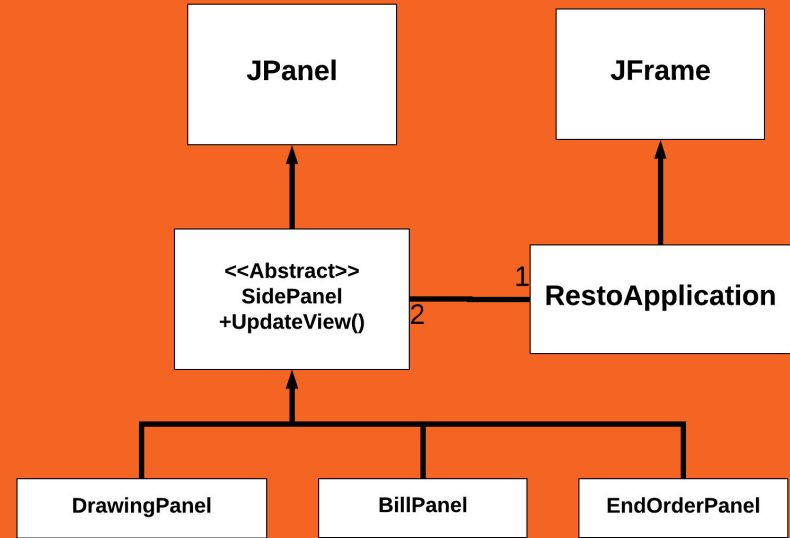 JPanel
JFrame
<<Abstract>>
SidePanel
+UpdateView()
1
2
RestoApplication
DrawingPanel
BillPanel
EndOrderPanel